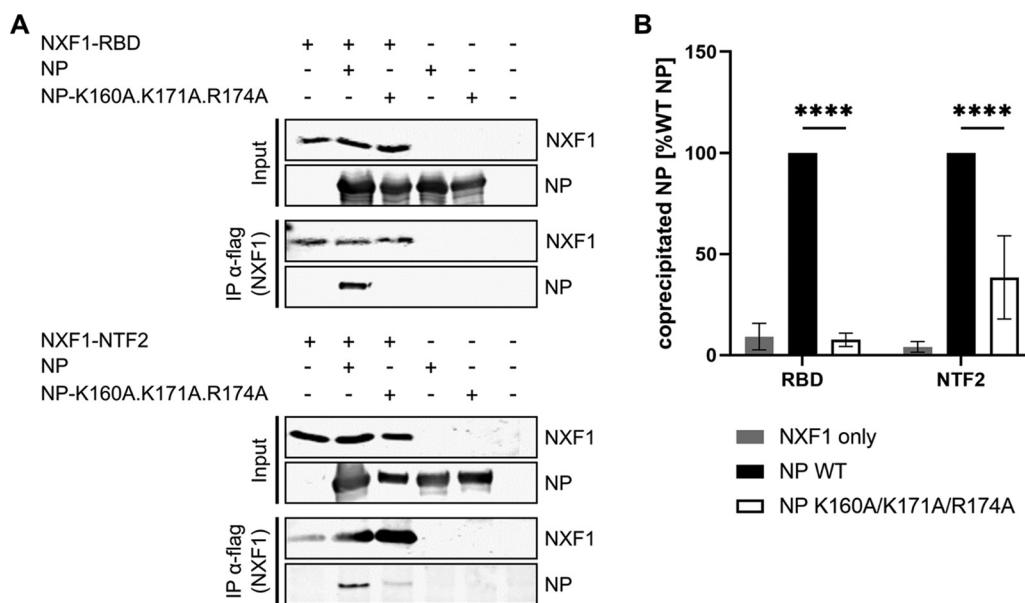 A
NXF1-RBD + + + - - -
NP - + - + - -
NP-K160A.K171A.R174A - - + - + -
Input
NXF1
NP
IP α-flag
(NXF1)
NXF1
NP
NXF1-NTF2 + + + - - -
NP - + - + - -
NP-K160A.K171A.R174A - - + - + -
Input
NXF1
NP
IP α-flag
(NXF1)
NXF1
NP
B
coprecipitated NP [%WT NP]
150
100
50
0
**** ****
RBD NTF2
NXF1 only
NP WT
NP K160A/K171A/R174A